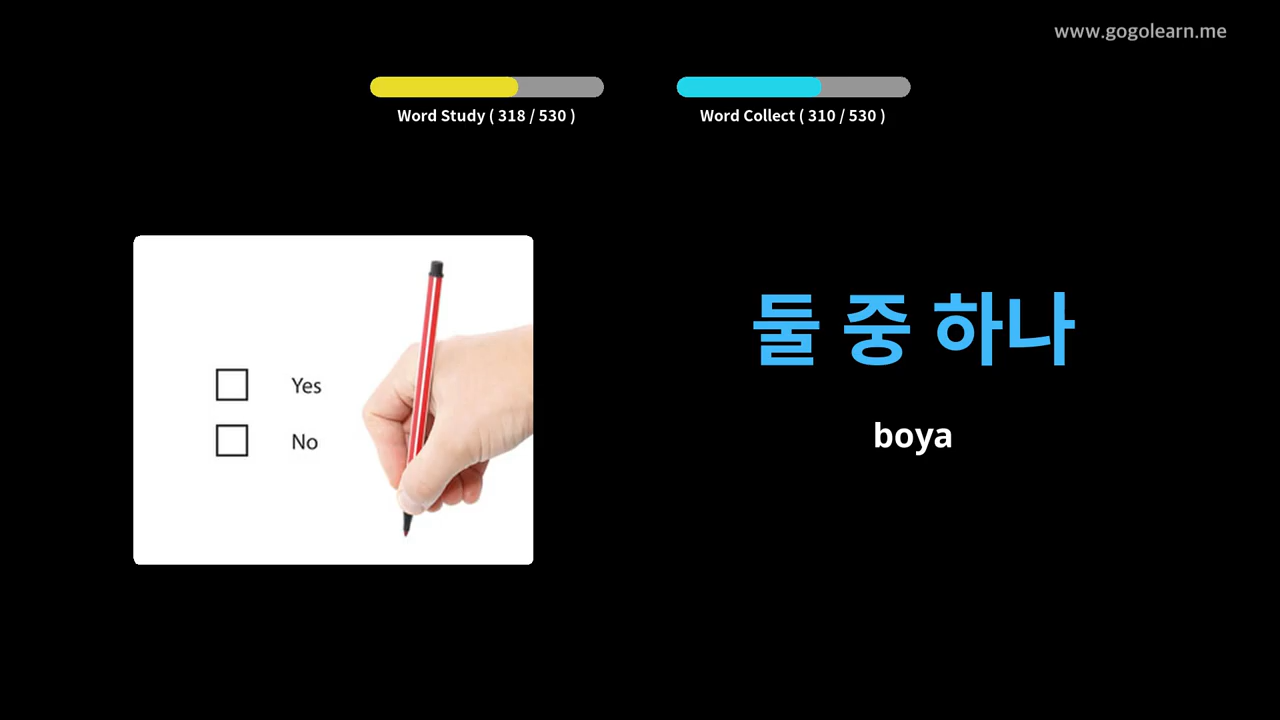 www.gogolearn.me
Word Study ( 318 / 530 )
Word Collect ( 310 / 530 )
Yes
No
둘 중 하나
boya